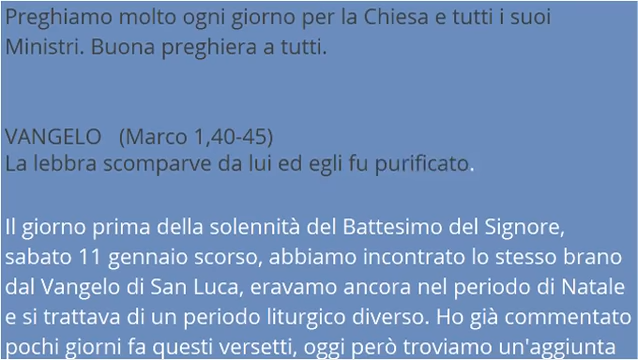 Preghiamo molto ogni giorno per la Chiesa e tutti i suoi
Ministri. Buona preghiera a tutti.
VANGELO (Marco 1,40-45)
La lebbra scomparve da lui ed egli fu purificato.
Il giorno prima della solennità del Battesimo del Signore,
sabato 11 gennaio scorso, abbiamo incontrato lo stesso brano
dal Vangelo di San Luca, eravamo ancora nel periodo di Natale
e si trattava di un periodo liturgico diverso. Ho già commentato
pochi giorni fa questi versetti, oggi però troviamo un'aggiunta